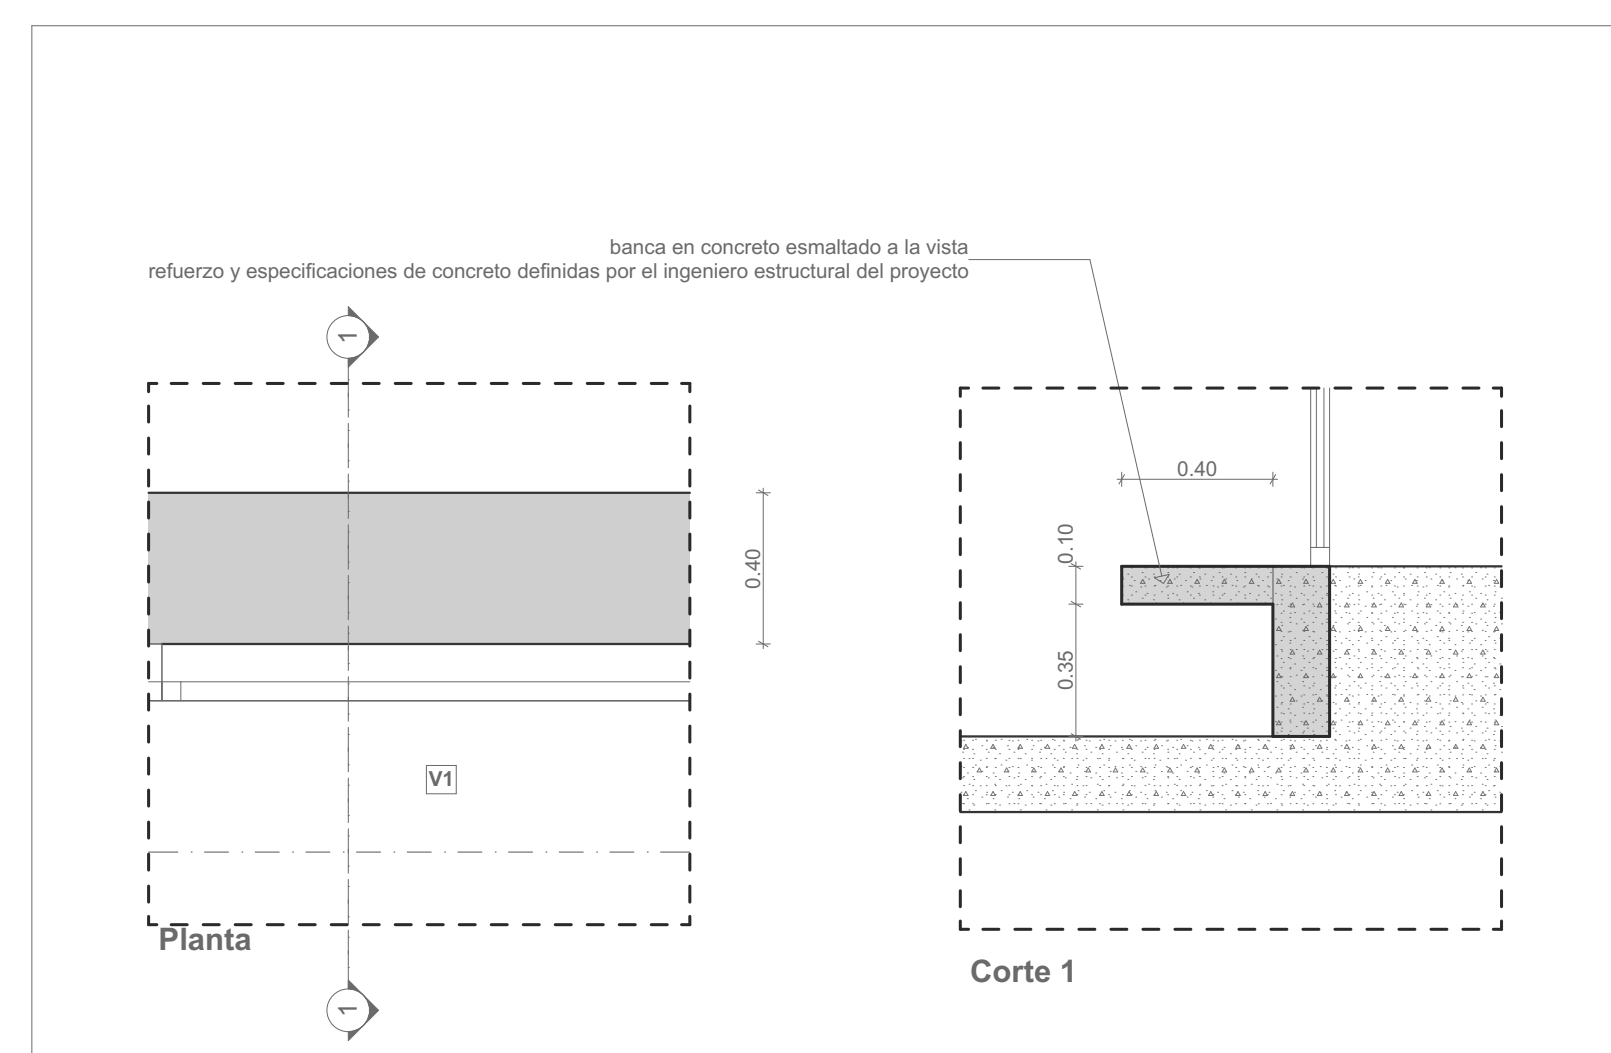 banca en concreto esmaltado a la vista
refuerzo y especificaciones de concreto definidas por el ingeniero estructural del proyecto
1
0.40
0.40
0.10
0.35
V1
Planta
Corte 1
1